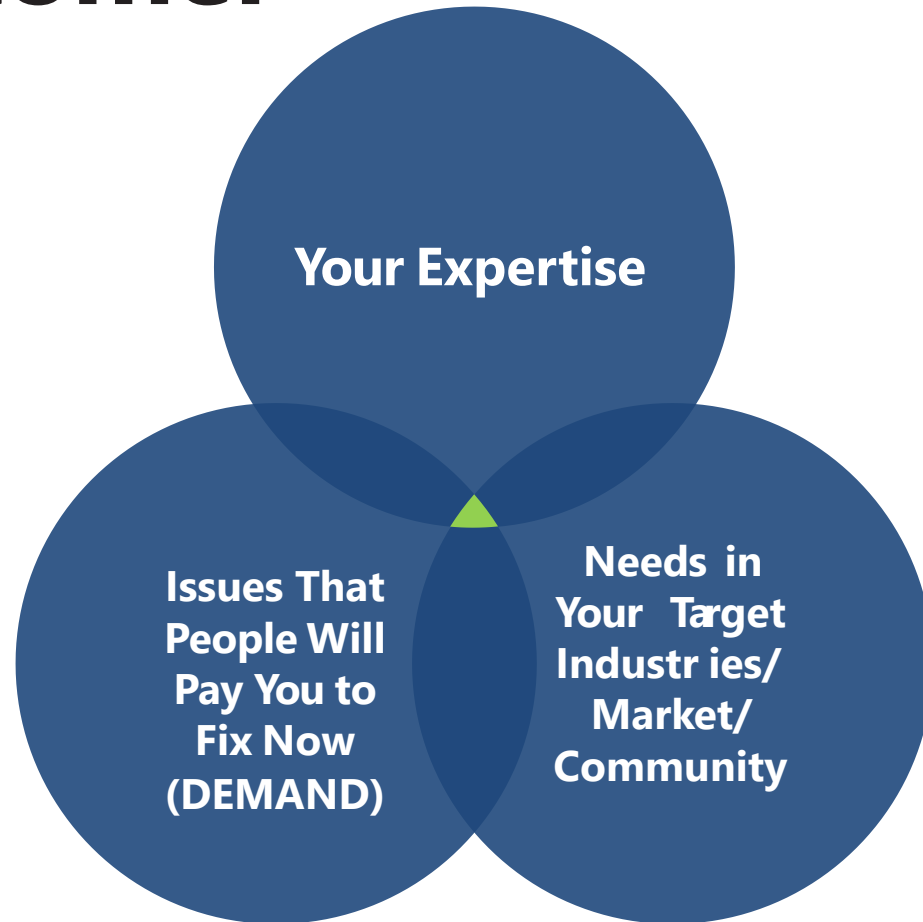 Your Expertise
Issues That
People Will
Pay You to
Fix Now
(DEMAND)
Needs in
Your Target
Industr ies/
Market/
Community